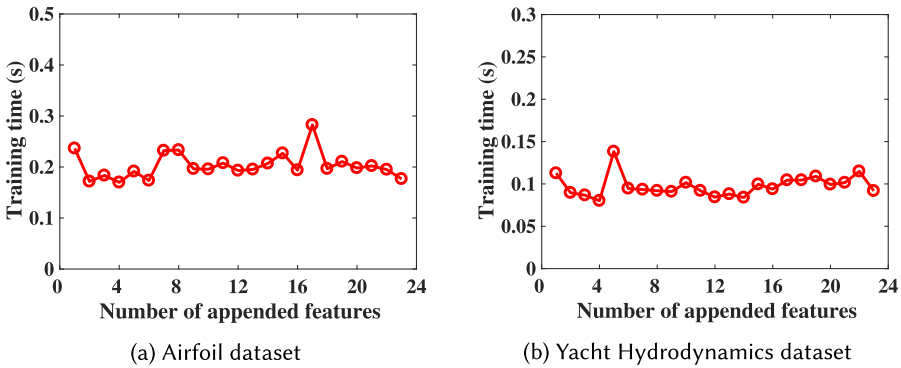 0.5
0.4
0.3
0.2
0.1
0
Training time (s)
0 4 8 12 16 20 24
Number of appended features
(a) Airfoil dataset
0.3
0.25
0.2
0.15
0.1
0.05
0
Training time (s)
0 4 8 12 16 20 24
Number of appended features
(b) Yacht Hydrodynamics dataset